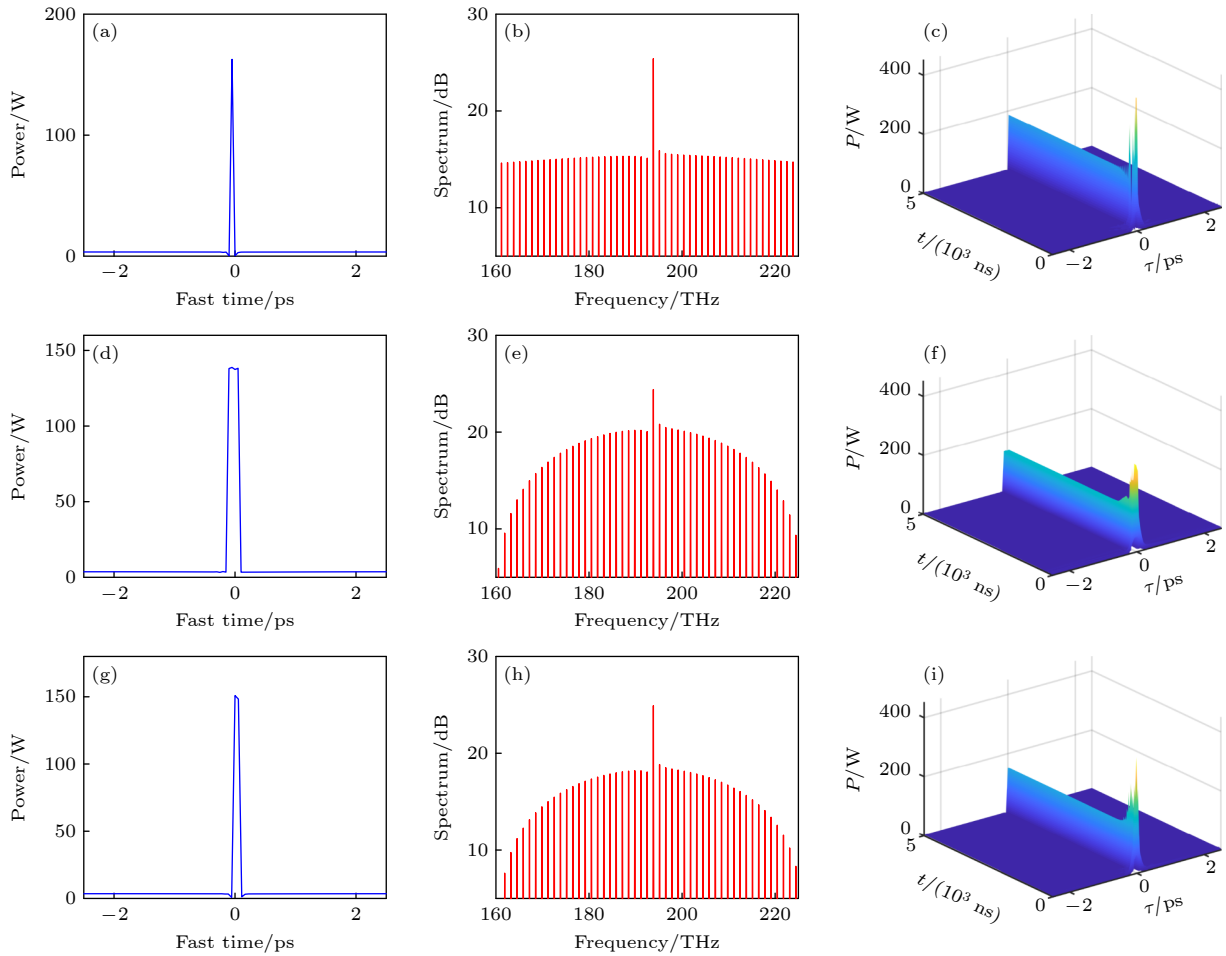 (a)
200
150
100
50
0
−2
0
2
Power/W
Fast time/ps
(b)
30
20
10
160
180
200
220
Spectrum/dB
Frequency/THz
(c)
400
200
0
P/W
5
0
t/(10³ ns)
−2
0
2
τ/ps
(d)
150
100
50
0
−2
0
2
Power/W
Fast time/ps
(e)
30
20
10
160
180
200
220
Spectrum/dB
Frequency/THz
(f)
400
200
0
P/W
5
0
t/(10³ ns)
−2
0
2
τ/ps
(g)
150
100
50
0
−2
0
2
Power/W
Fast time/ps
(h)
30
20
10
160
180
200
220
Spectrum/dB
Frequency/THz
(i)
400
200
0
P/W
5
0
t/(10³ ns)
−2
0
2
τ/ps